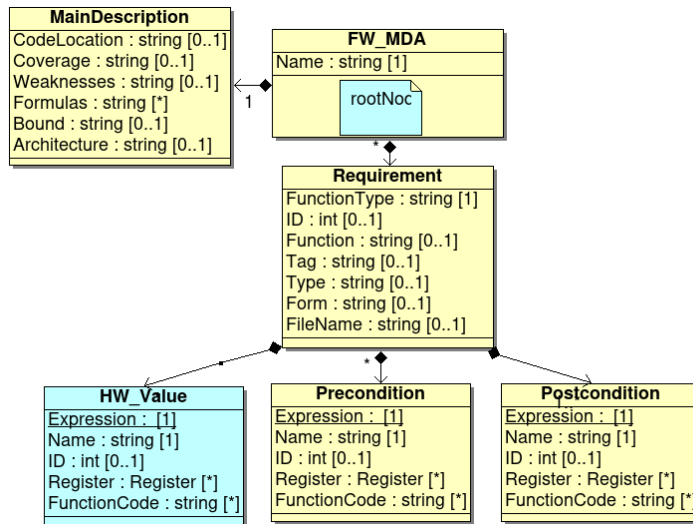 MainDescription
CodeLocation : string [0..1]
Coverage : string [0..1]
Weaknesses : string [0..1]
Formulas : string [*]
Bound : string [0..1]
Architecture : string [0..1]
FW_MDA
Name : string [1]
rootNoc
1
*
Requirement
FunctionType : string [1]
ID : int [0..1]
Function : string [0..1]
Tag : string [0..1]
Type : string [0..1]
Form : string [0..1]
FileName : string [0..1]
*
HW_Value
Expression :  [1]
Name : string [1]
ID : int [0..1]
Register : Register [*]
FunctionCode : string [*]
Precondition
Expression :  [1]
Name : string [1]
ID : int [0..1]
Register : Register [*]
FunctionCode : string [*]
Postcondition
Expression :  [1]
Name : string [1]
ID : int [0..1]
Register : Register [*]
FunctionCode : string [*]